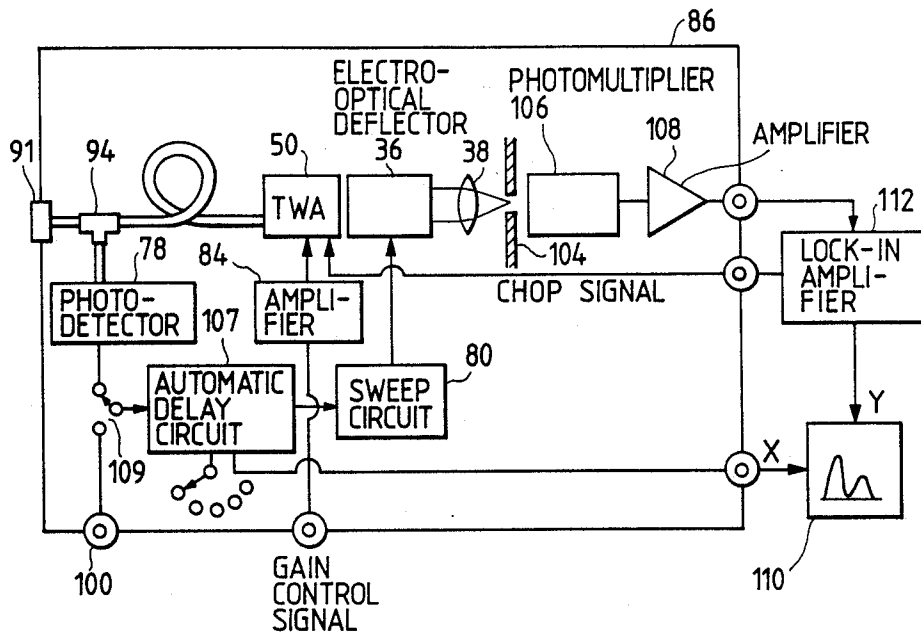 86
ELECTRO-
OPTICAL
DEFLECTOR
36
38
PHOTOMULTIPLIER
106
108
AMPLIFIER
91
94
50
TWA
104
112
LOCK-IN
AMPLI-
FIER
78
PHOTO-
DETECTOR
84
AMPLI-
FIER
CHOP SIGNAL
107
AUTOMATIC
DELAY
CIRCUIT
SWEEP
CIRCUIT
80
109
X
Y
100
GAIN
CONTROL
SIGNAL
110